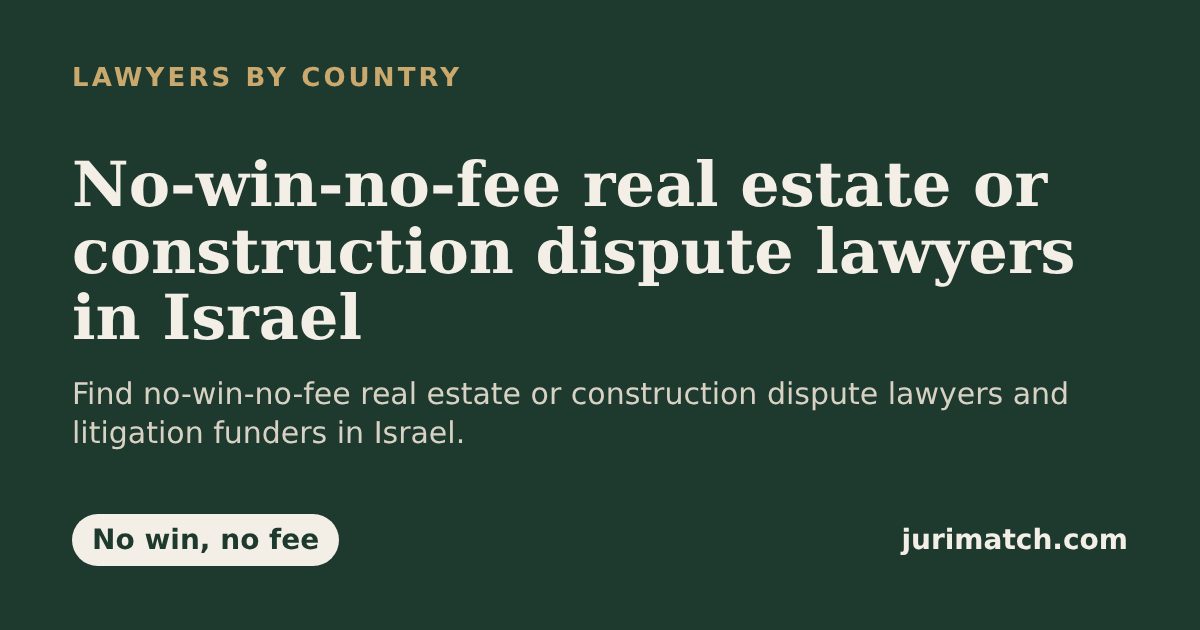 LAWYERS BY COUNTRY
No-win-no-fee real estate or
construction dispute lawyers
in Israel
Find no-win-no-fee real estate or construction dispute lawyers and
litigation funders in Israel.
No win, no fee
jurimatch.com